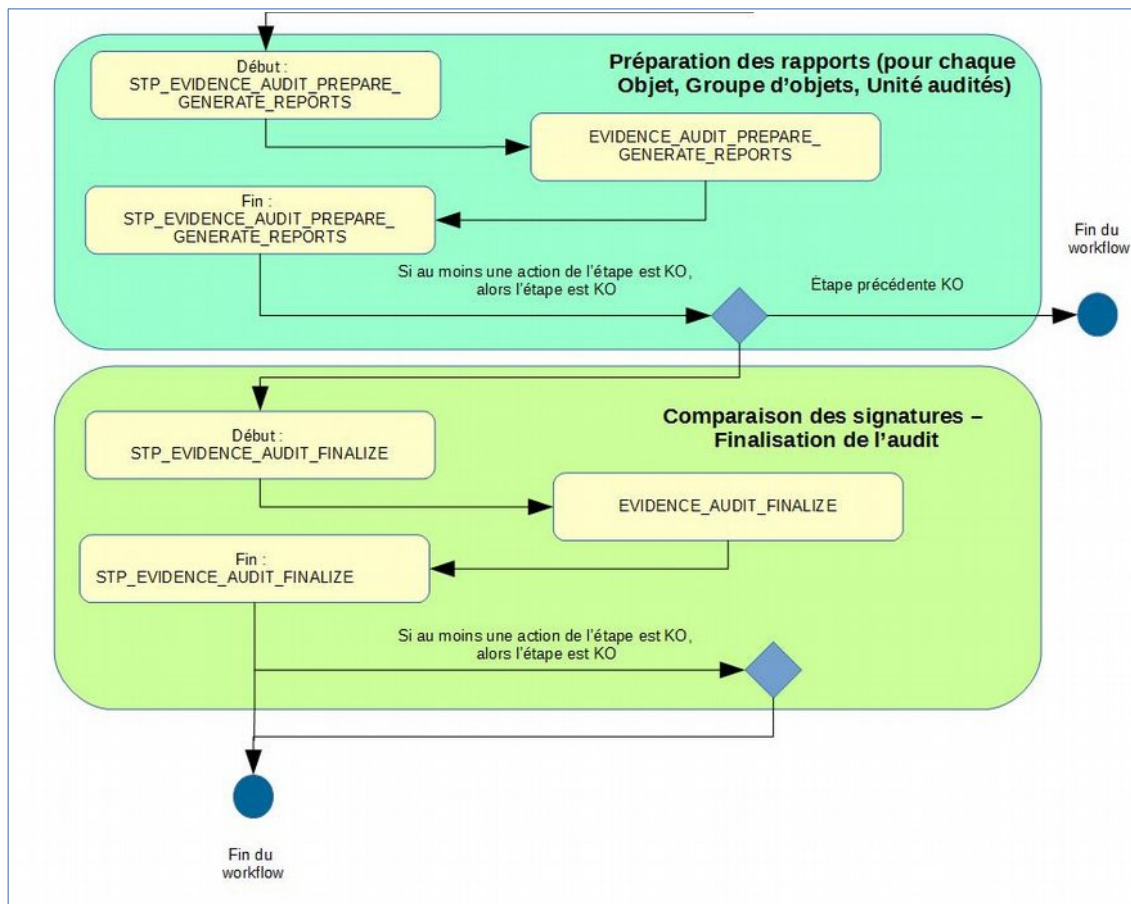 Début :
STP_EVIDENCE_AUDIT_PREPARE_
GENERATE_REPORTS
Préparation des rapports (pour chaque
Objet, Groupe d'objets, Unité audités)
EVIDENCE_AUDIT_PREPARE_
GENERATE_REPORTS
Fin :
STP_EVIDENCE_AUDIT_PREPARE_
GENERATE_REPORTS
Fin du
workflow
Si au moins une action de l'étape est KO,
alors l'étape est KO
Étape précédente KO
Comparaison des signatures –
Finalisation de l'audit
Début :
STP_EVIDENCE_AUDIT_FINALIZE
EVIDENCE_AUDIT_FINALIZE
Fin :
STP_EVIDENCE_AUDIT_FINALIZE
Si au moins une action de l'étape est KO,
alors l'étape est KO
Fin du
workflow